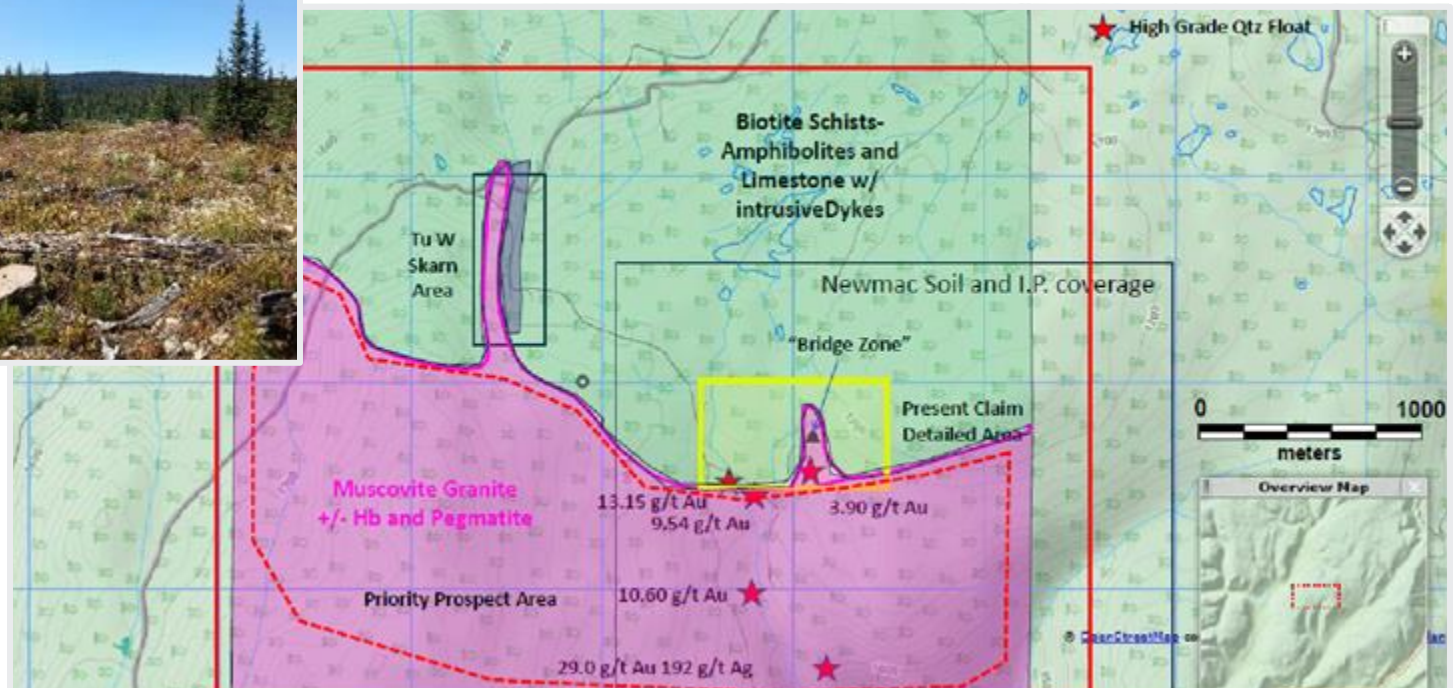 High Grade Qtz Float
Biotite Schists-
Amphibolites and
Limestone w/
intrusiveDykes
Tu W
Skarn
Area
Newmac Soil and I.P. coverage
"Bridge Zone"
Present Claim
Detailed Area
0 1000
meters
Overview Map
Muscovite Granite
+/- Hb and Pegmatite
13.15 g/t Au
9.54 g/t Au
3.90 g/t Au
Priority Prospect Area
10.60 g/t Au
29.0 g/t Au 192 g/t Ag
© OpenStreetMap